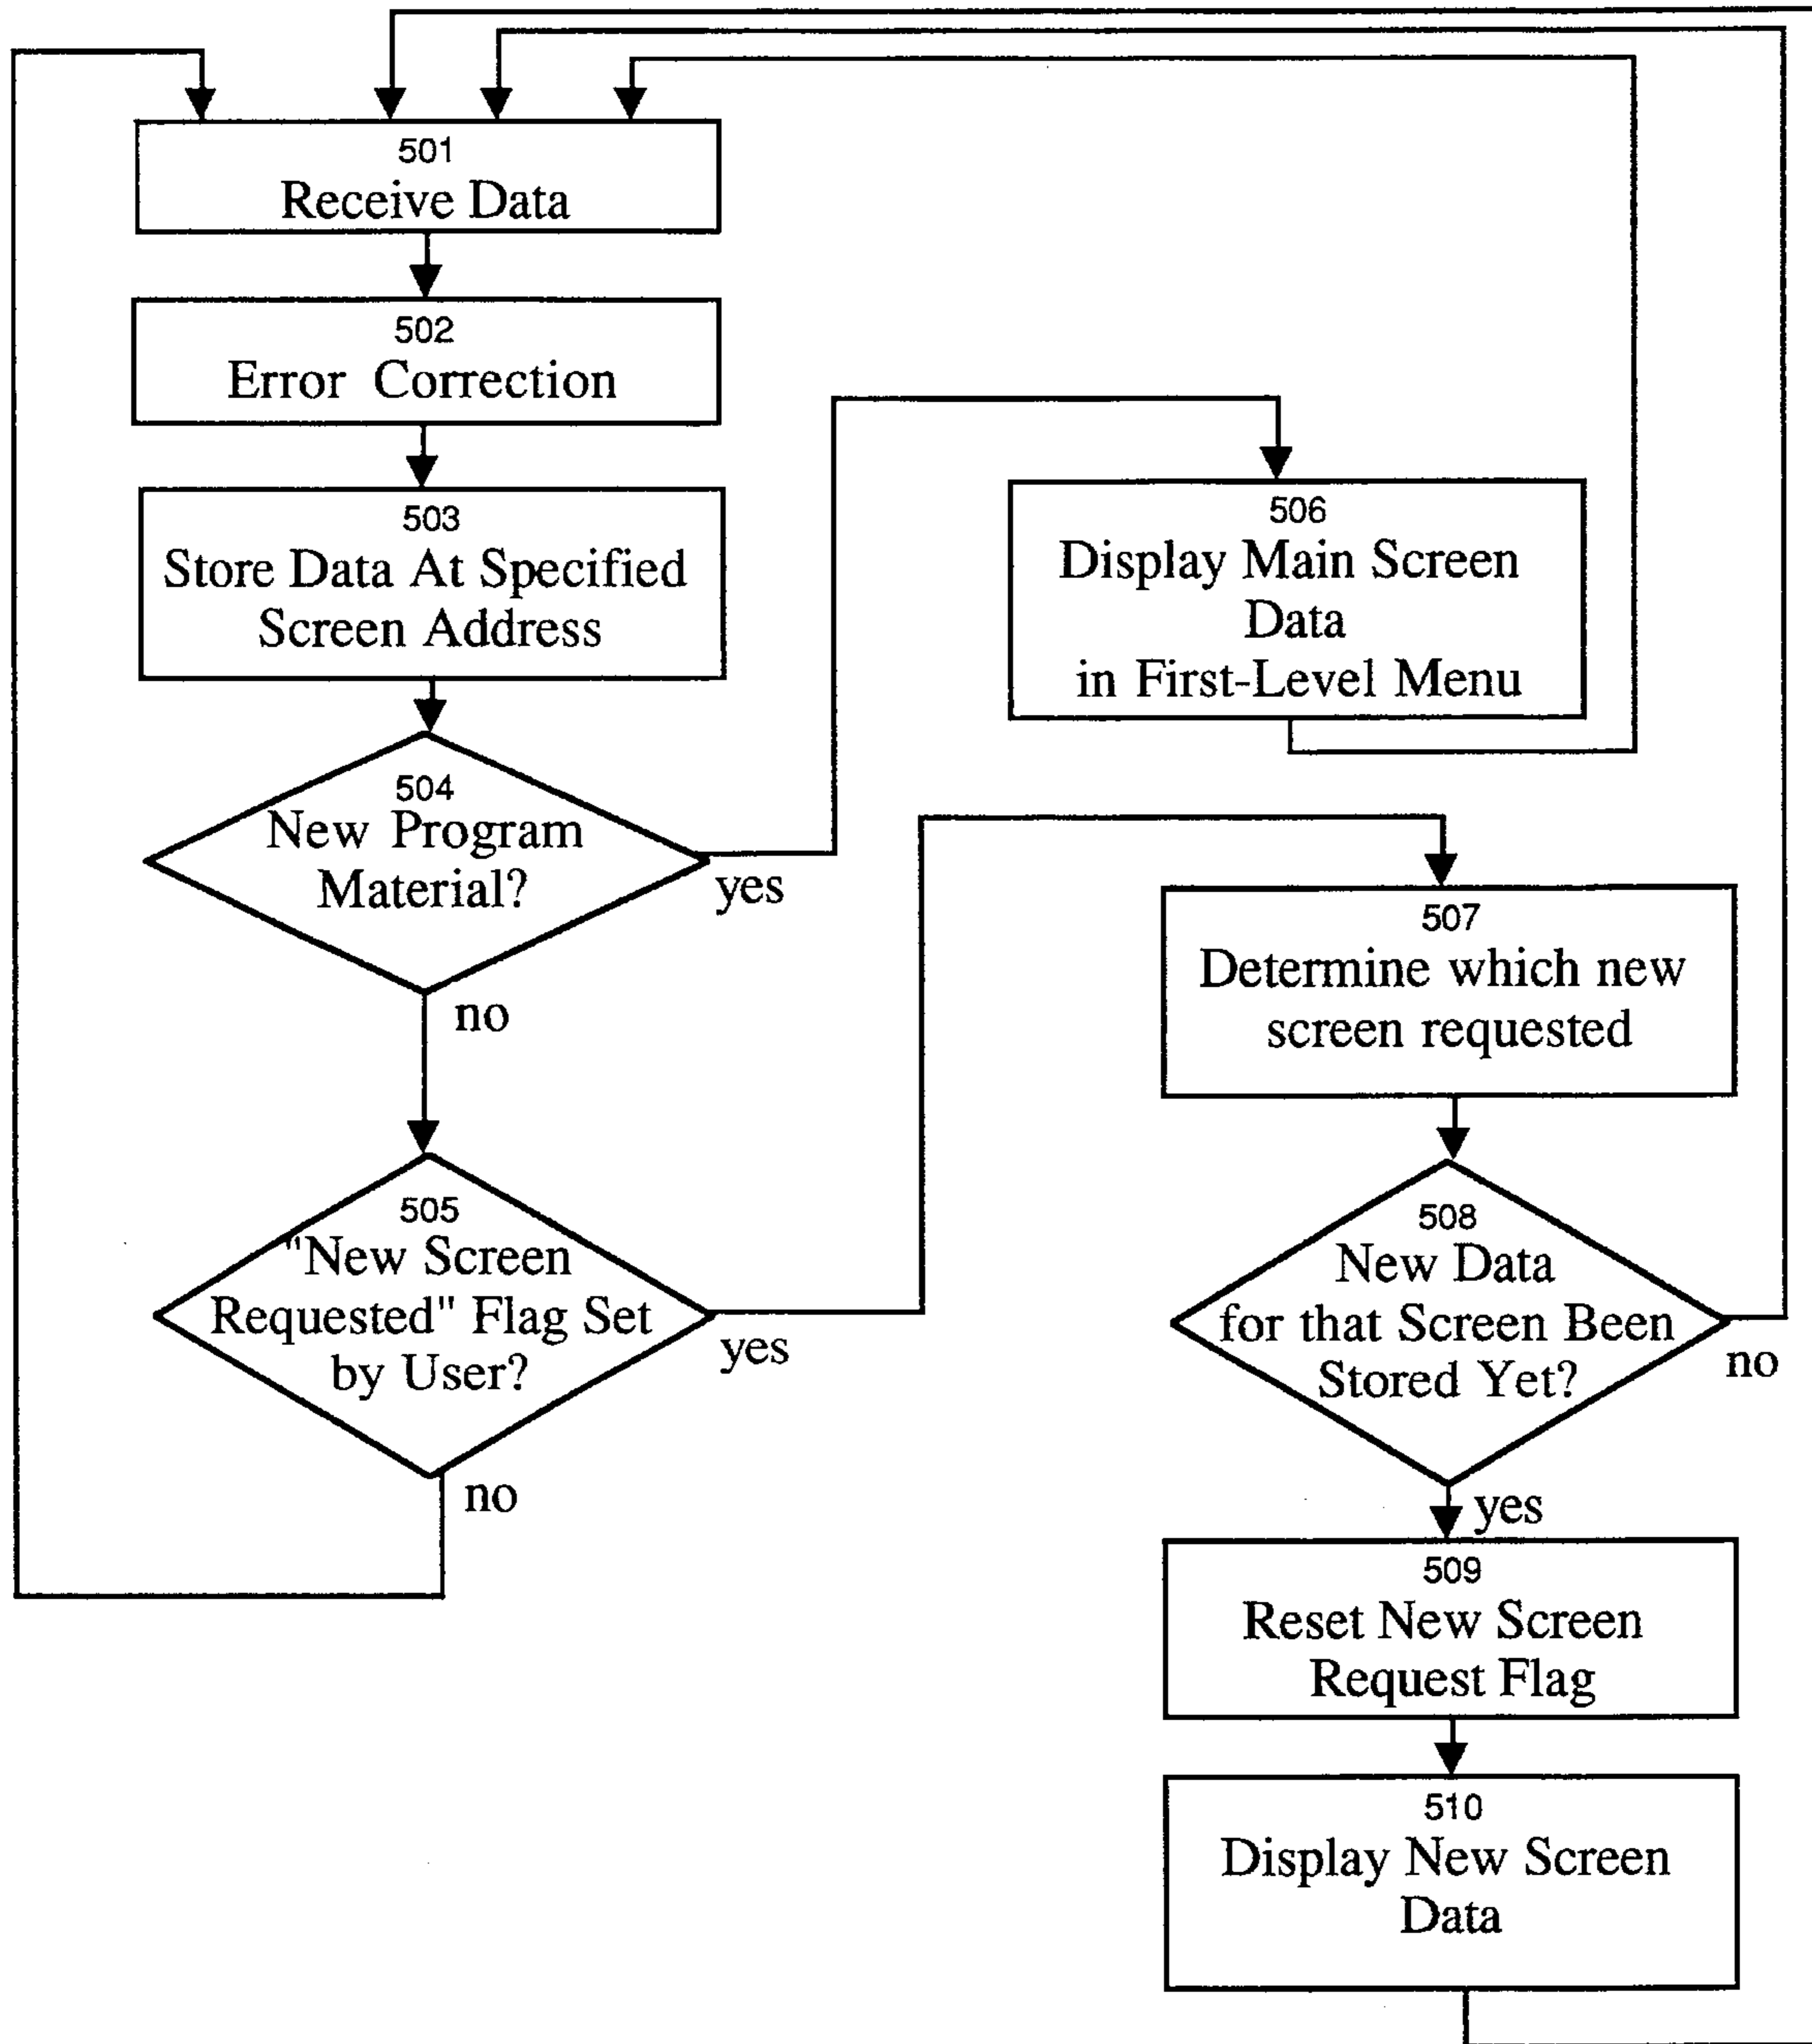 501
Receive Data
502
Error Correction
503
Store Data At Specified
Screen Address
504
New Program
Material?
yes
no
505
"New Screen
Requested" Flag Set
by User?
yes
no
506
Display Main Screen
Data
in First-Level Menu
507
Determine which new
screen requested
508
New Data
for that Screen Been
Stored Yet?
no
yes
509
Reset New Screen
Request Flag
510
Display New Screen
Data